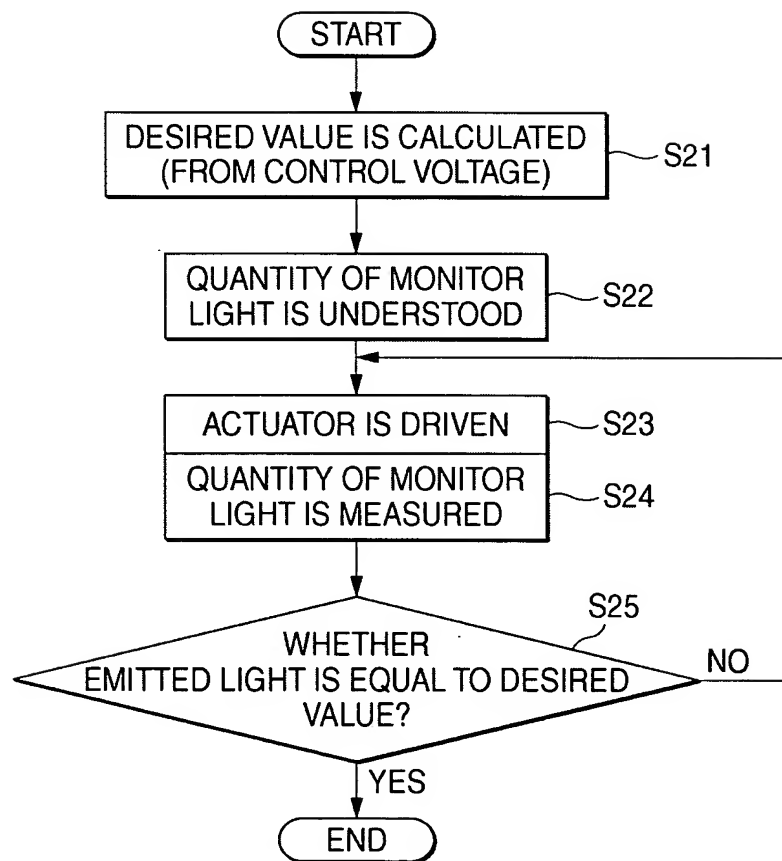 START
DESIRED VALUE IS CALCULATED
(FROM CONTROL VOLTAGE)
S21
QUANTITY OF MONITOR
LIGHT IS UNDERSTOOD
S22
ACTUATOR IS DRIVEN
S23
QUANTITY OF MONITOR
LIGHT IS MEASURED
S24
S25
WHETHER
EMITTED LIGHT IS EQUAL TO DESIRED
VALUE?
NO
YES
END